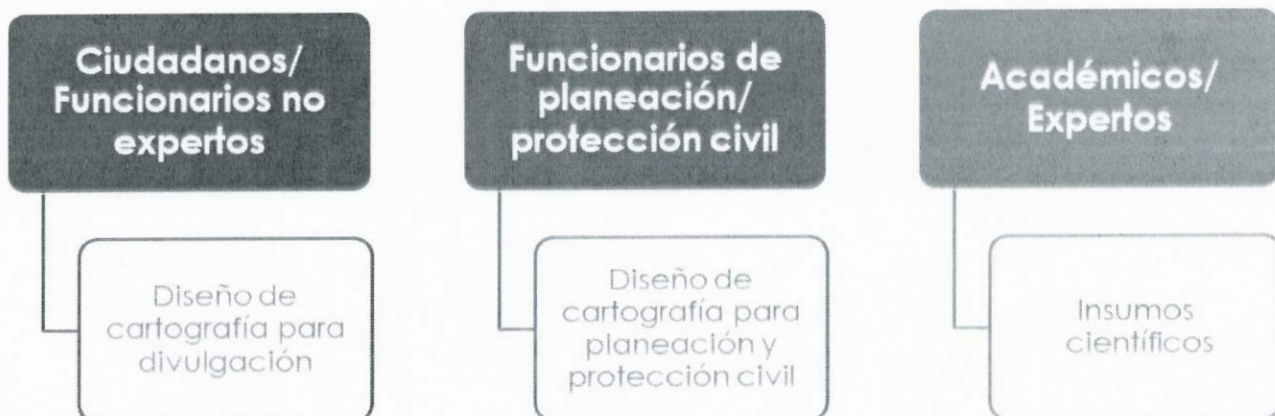 Ciudadanos/
Funcionarios no
expertos
Diseño de
cartografía para
divulgación
Funcionarios de
planeación/
protección civil
Diseño de
cartografía para
planeación y
protección civil
Académicos/
Expertos
Insumos
científicos